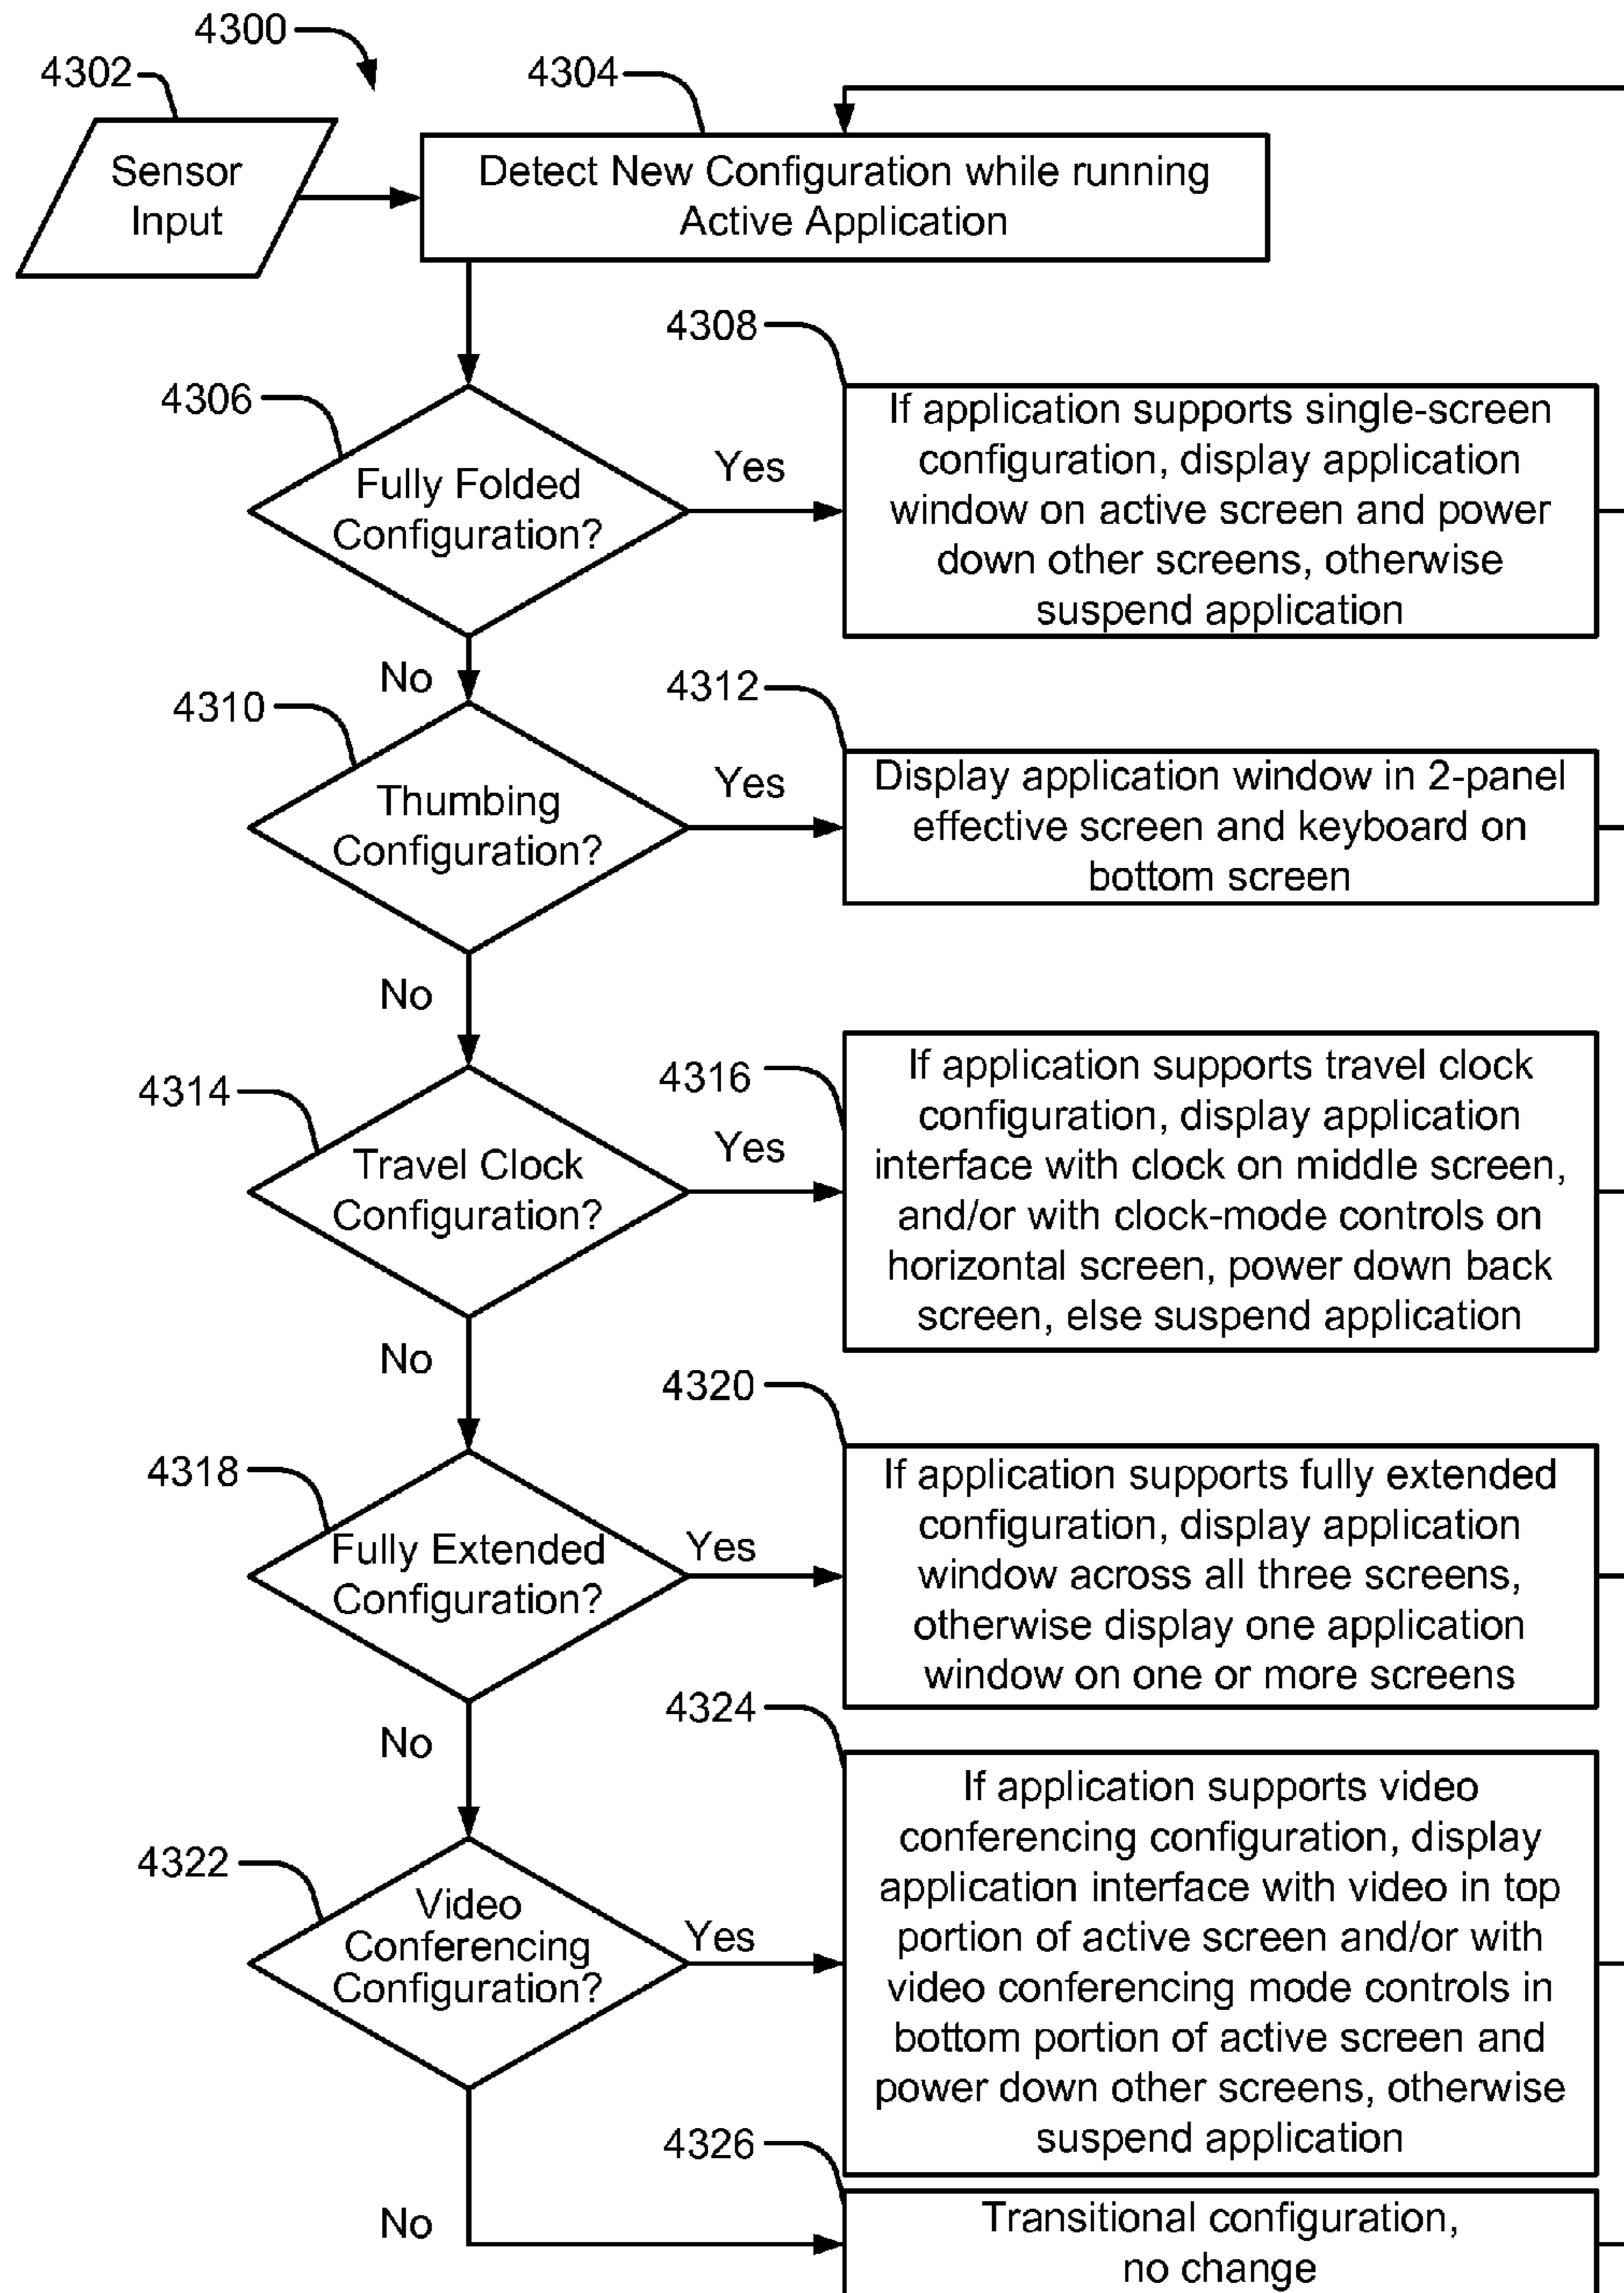 4300
4302
4304
Sensor
Input
Detect New Configuration while running
Active Application
4306
4308
Fully Folded
Configuration?
Yes
If application supports single-screen
configuration, display application
window on active screen and power
down other screens, otherwise
suspend application
No
4310
4312
Thumbing
Configuration?
Yes
Display application window in 2-panel
effective screen and keyboard on
bottom screen
No
4314
4316
Travel Clock
Configuration?
Yes
If application supports travel clock
configuration, display application
interface with clock on middle screen,
and/or with clock-mode controls on
horizontal screen, power down back
screen, else suspend application
No
4318
4320
Fully Extended
Configuration?
Yes
If application supports fully extended
configuration, display application
window across all three screens,
otherwise display one application
window on one or more screens
No
4322
4324
Video
Conferencing
Configuration?
Yes
If application supports video
conferencing configuration, display
application interface with video in top
portion of active screen and/or with
video conferencing mode controls in
bottom portion of active screen and
power down other screens, otherwise
suspend application
No
4326
Transitional configuration,
no change